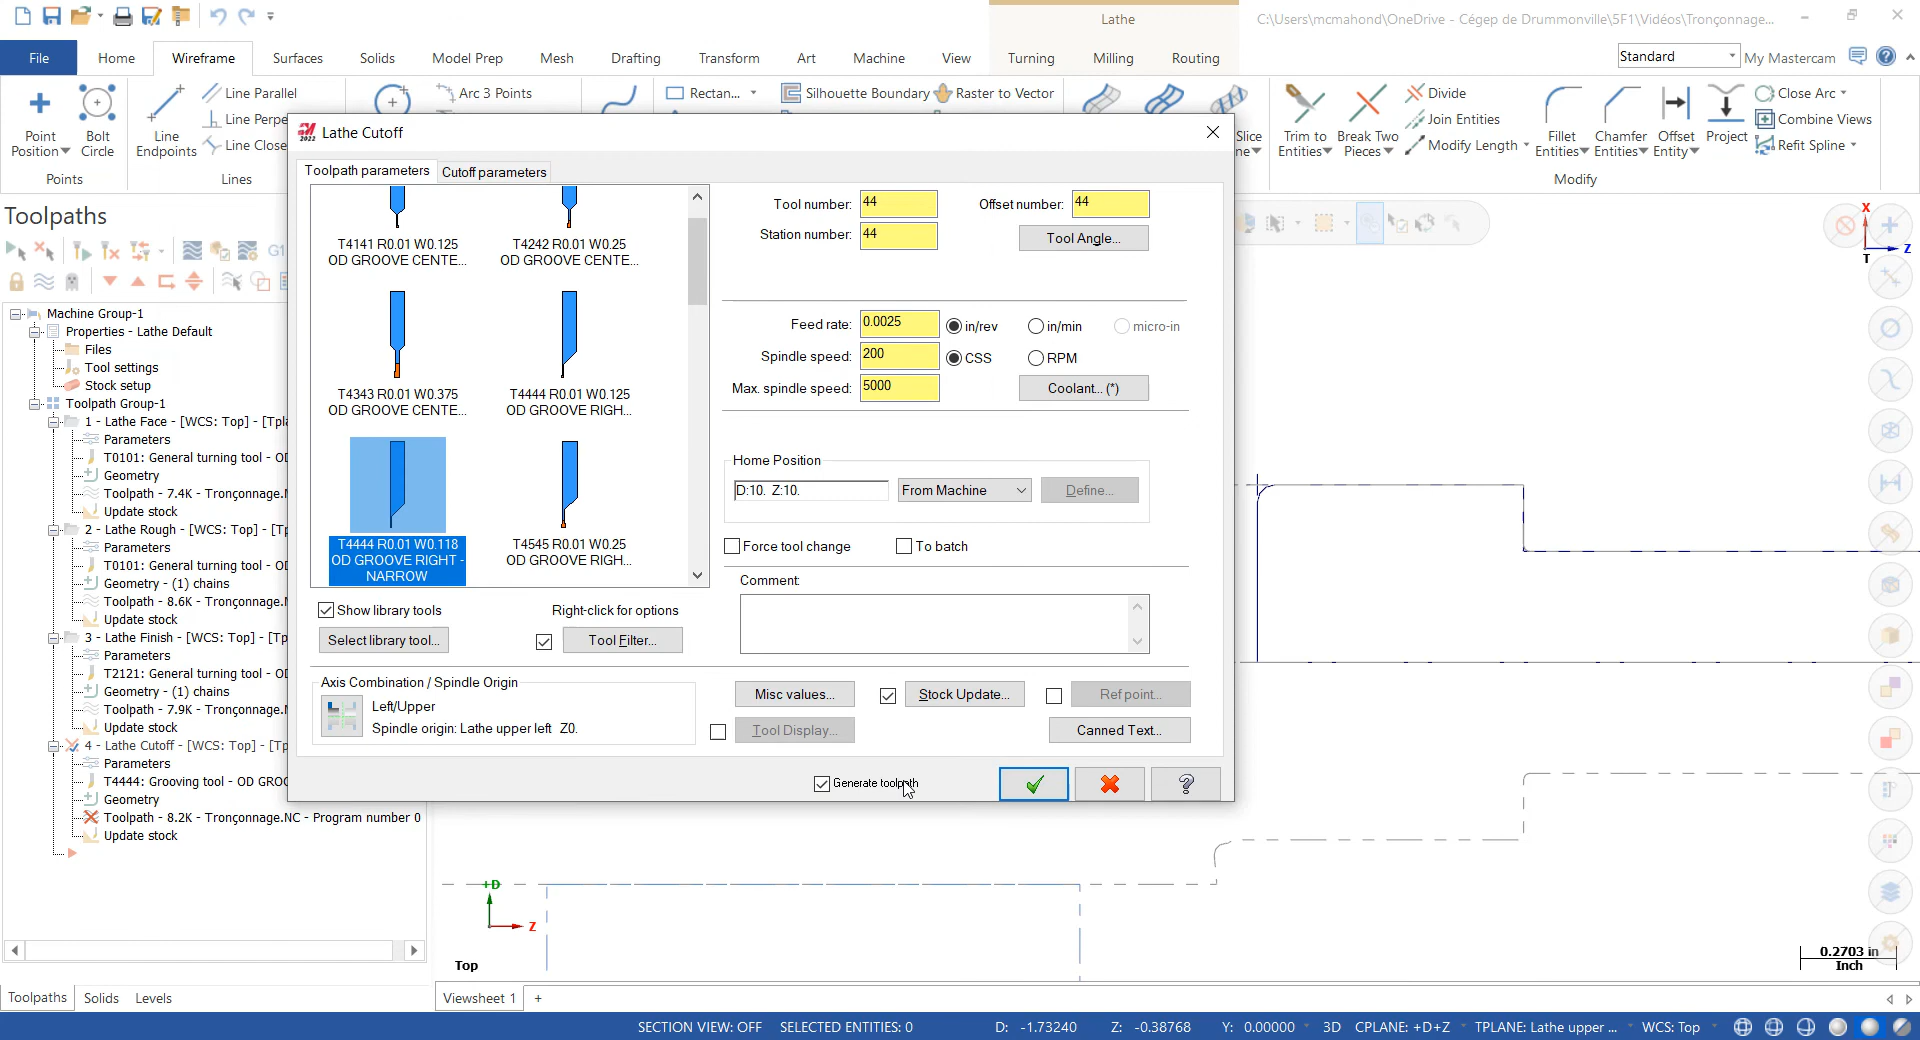 Lathe
C:\Users\mcmahond\OneDrive - Cégep de Drummonville\5F1\Vidéos\Tronçonnage...
File
Home
Wireframe
Surfaces
Solids
Model Prep
Mesh
Drafting
Transform
Art
Machine
View
Turning
Milling
Routing
Standard
My Mastercam
Point
Position
Bolt
Circle
Points
Line
Endpoints
Line Parallel
Line Perpe
Line Close
Lines
Arc 3 Points
Rectan...
Silhouette Boundary
Raster to Vector
Slice
ne
Trim to
Entities
Break Two
Pieces
Divide
Join Entities
Modify Length
Fillet
Entities
Chamfer
Entities
Offset
Entity
Project
Close Arc
Combine Views
Refit Spline
Modify
Toolpaths
G1
Machine Group-1
Properties - Lathe Default
Files
Tool settings
Stock setup
Toolpath Group-1
1 - Lathe Face - [WCS: Top] - [Tpla
Parameters
T0101: General turning tool - OD
Geometry
Toolpath - 7.4K - Tronçonnage.I
Update stock
2 - Lathe Rough - [WCS: Top] - [T
Parameters
T0101: General turning tool - OD
Geometry - (1) chains
Toolpath - 8.6K - Tronçonnage.
Update stock
3 - Lathe Finish - [WCS: Top] - [Tp
Parameters
T2121: General turning tool - OD
Geometry - (1) chains
Toolpath - 7.9K - Tronçonnage.
Update stock
4 - Lathe Cutoff - [WCS: Top] - [Tp
Parameters
T4444: Grooving tool - OD GROO
Geometry
Toolpath - 8.2K - Tronçonnage.NC - Program number 0
Update stock
2022
Lathe Cutoff
Toolpath parameters
Cutoff parameters
T4141 R0.01 W0.125
OD GROOVE CENTE...
T4242 R0.01 W0.25
OD GROOVE CENTE...
T4343 R0.01 W0.375
OD GROOVE CENTE...
T4444 R0.01 W0.125
OD GROOVE RIGH...
T4444 R0.01 W0.118
OD GROOVE RIGHT -
NARROW
T4545 R0.01 W0.25
OD GROOVE RIGH...
Show library tools
Right-click for options
Select library tool...
Tool Filter...
Axis Combination / Spindle Origin
Left/Upper
Spindle origin: Lathe upper left  Z0.
Tool number:
44
Offset number:
44
Station number:
44
Tool Angle...
Feed rate:
0.0025
in/rev
in/min
micro-in
Spindle speed:
200
CSS
RPM
Max. spindle speed:
5000
Coolant... (*)
Home Position
D:10.  Z:10.
From Machine
Define...
Force tool change
To batch
Comment:
Misc values...
Stock Update...
Ref point...
Tool Display...
Canned Text...
Generate toolpath
X
Z
T
+D
Z
Top
0.2703 in
Inch
Toolpaths
Solids
Levels
Viewsheet 1
+
SECTION VIEW: OFF
SELECTED ENTITIES: 0
D: -1.73240
Z: -0.38768
Y: 0.00000
3D
CPLANE: +D+Z
TPLANE: Lathe upper ...
WCS: Top